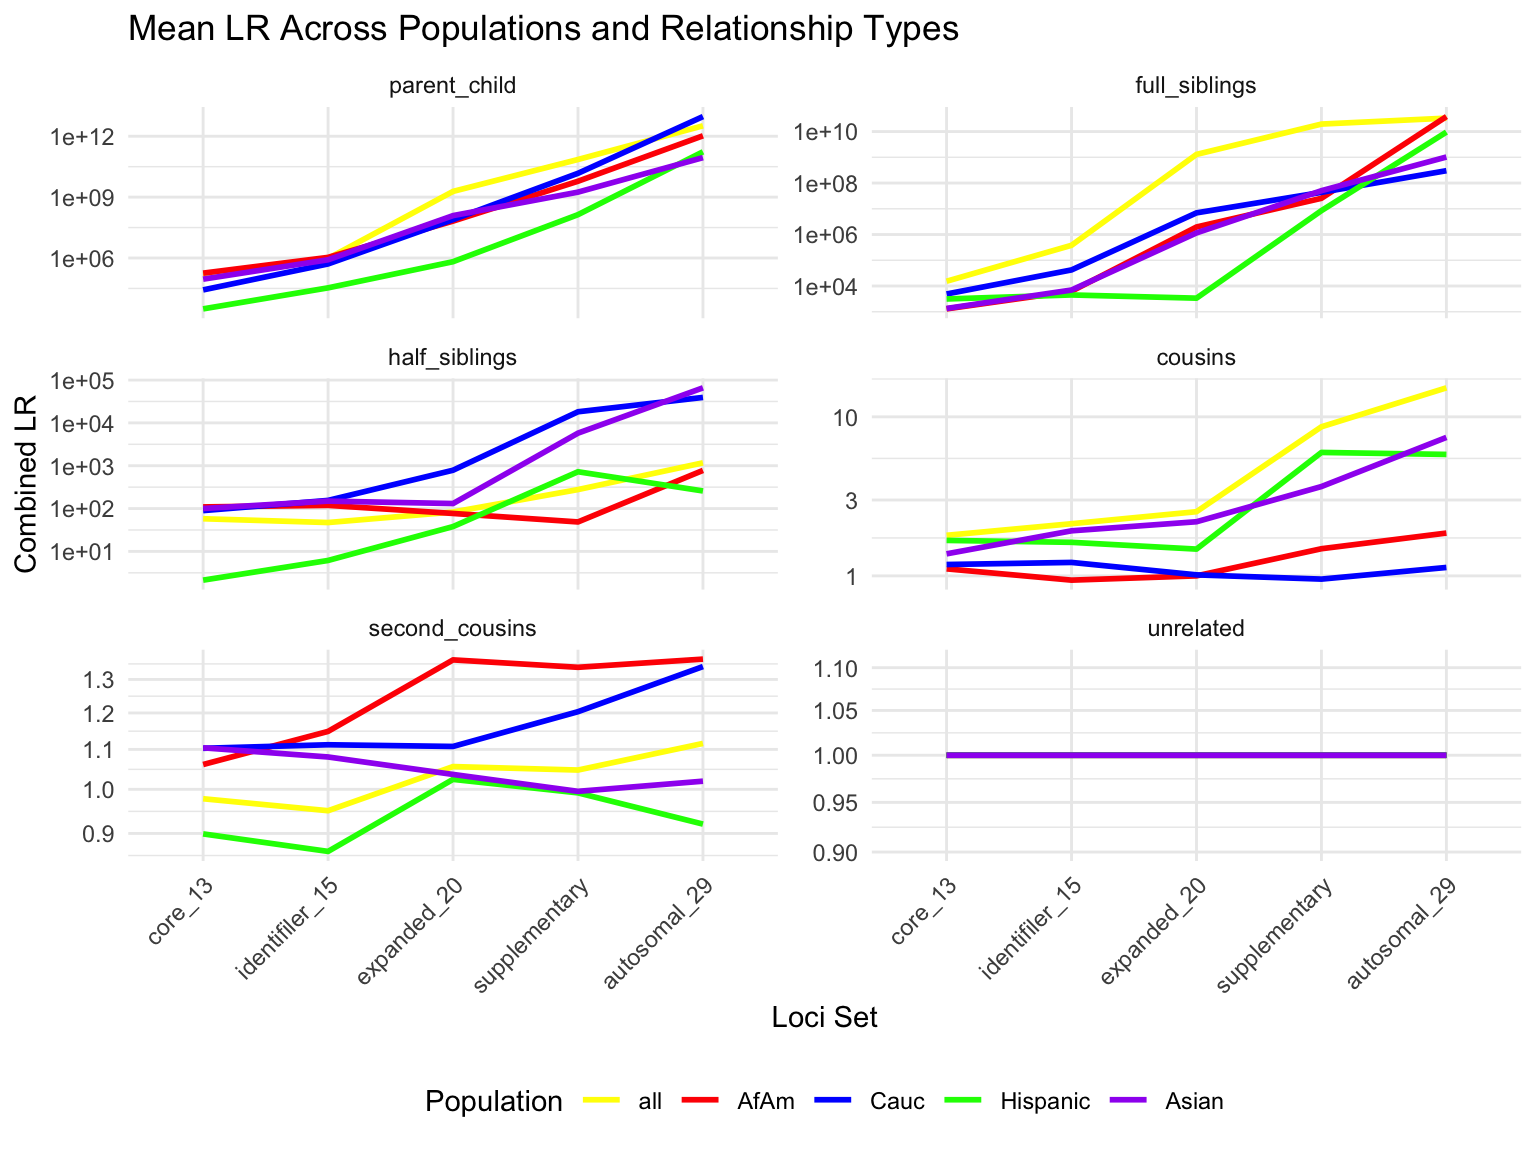 Mean LR Across Populations and Relationship Types
parent_child
full_siblings
1e+12
1e+09
1e+06
1e+10
1e+08
1e+06
1e+04
half_siblings
cousins
Combined LR
1e+05
1e+04
1e+03
1e+02
1e+01
10
3
1
second_cousins
unrelated
1.3
1.2
1.1
1.0
0.9
1.10
1.05
1.00
0.95
0.90
core_13
identifiler_15
expanded_20
supplementary
autosomal_29
core_13
identifiler_15
expanded_20
supplementary
autosomal_29
Loci Set
Population all AfAm Cauc Hispanic Asian